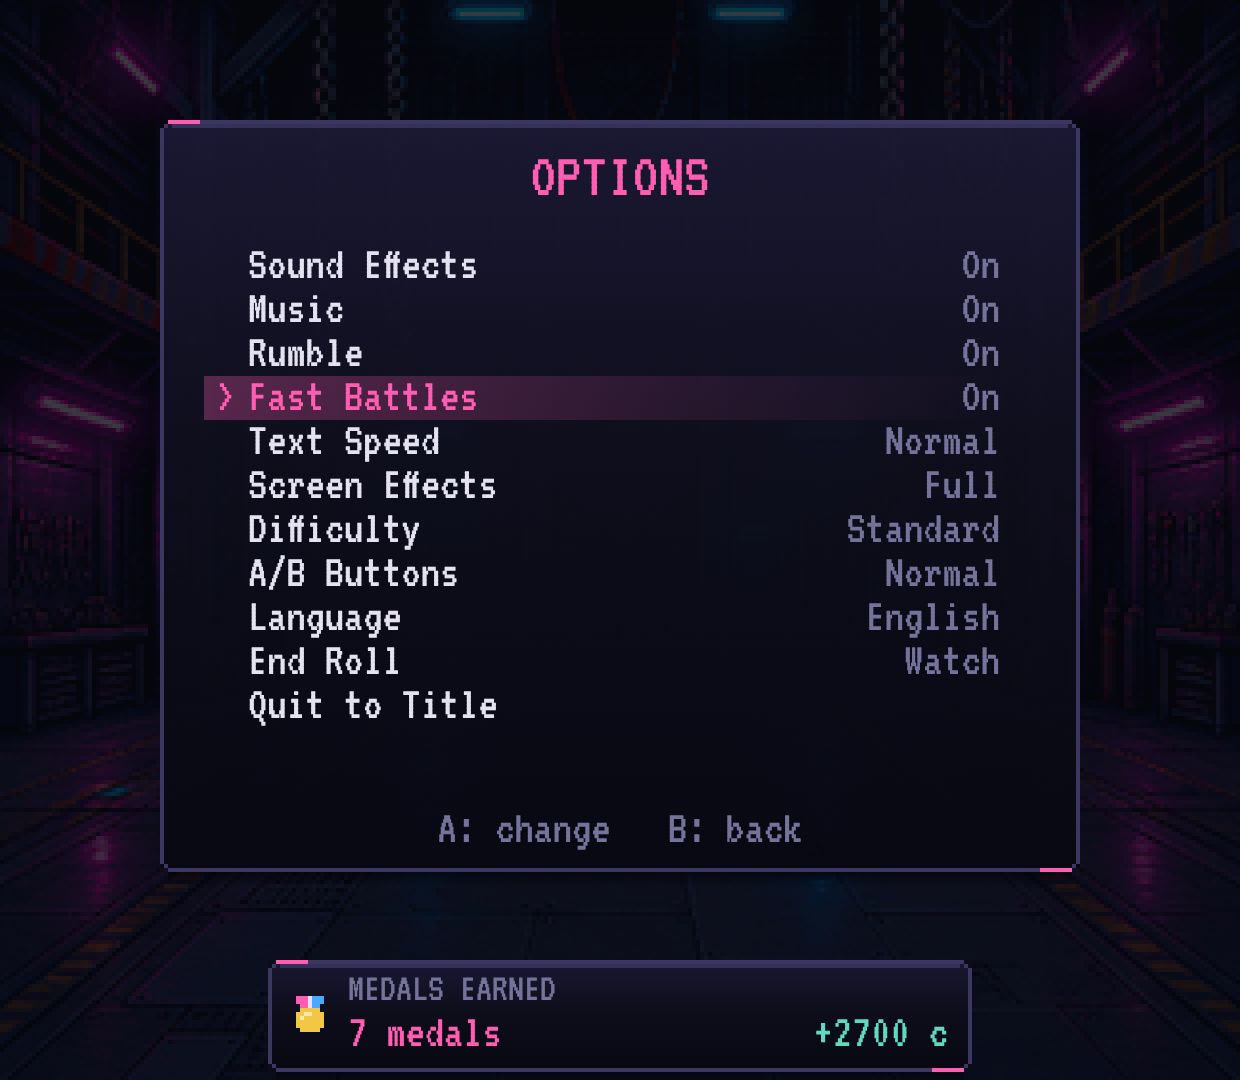 OPTIONS
Sound Effects On
Music On
Rumble On
> Fast Battles On
Text Speed Normal
Screen Effects Full
Difficulty Standard
A/B Buttons Normal
Language English
End Roll Watch
Quit to Title
A: change B: back
MEDALS EARNED
7 medals +2700 c